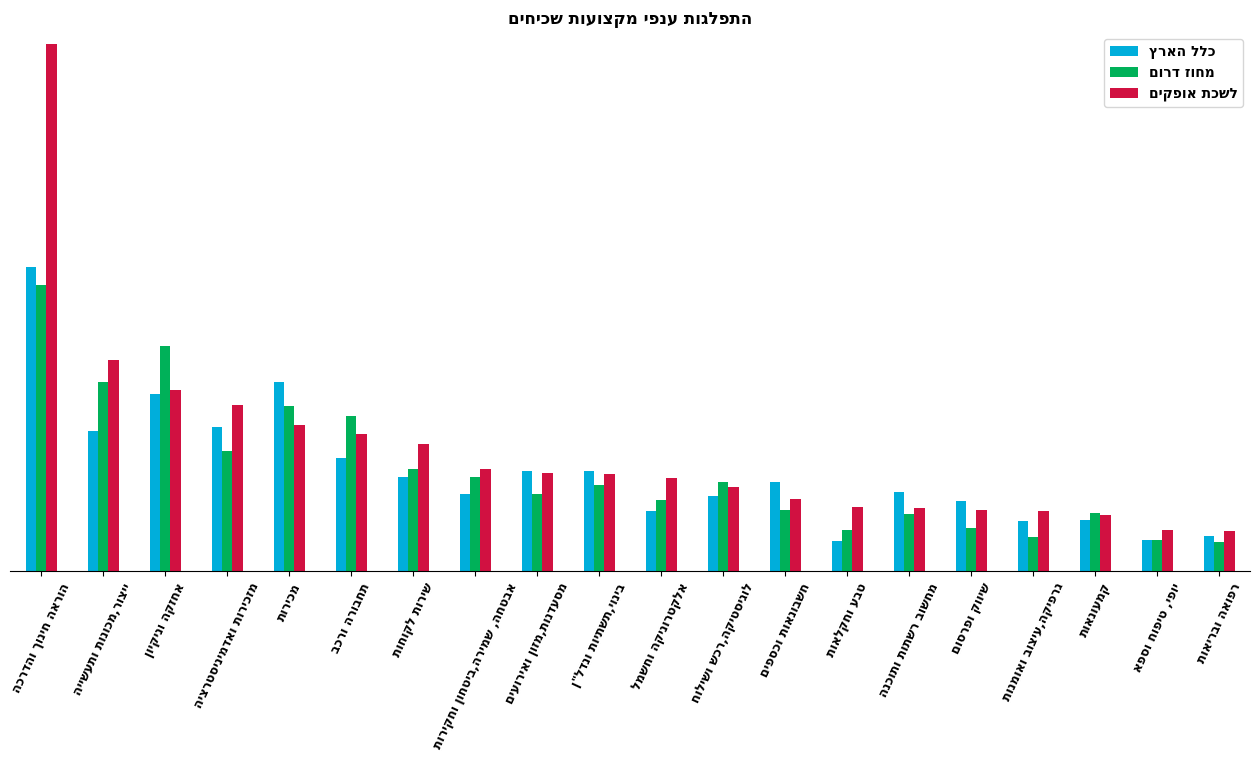 התפלגות ענפי מקצועות שכיחים
כלל הארץ
מחוז דרום
לשכת אופקים
הוראה חינוך והדרכה
ייצור,מכונות ותעשייה
אחזקה וניקיון
מזכירות ואדמיניסטרציה
מכירות
תחבורה ורכב
שירות לקוחות
אבטחה, שמירה,ביטחון וחקירות
מסעדנות,מזון ואירועים
בינוי,תשתיות ונדל"ן
אלקטרוניקה וחשמל
לוגיסטיקה,רכש ושילוח
חשבונאות וכספים
טבע וחקלאות
מחשוב רשתות ותוכנה
שיווק ופרסום
גרפיקה,עיצוב ואומנות
קמעונאות
יופי, טיפוח וספא
רפואה ובריאות